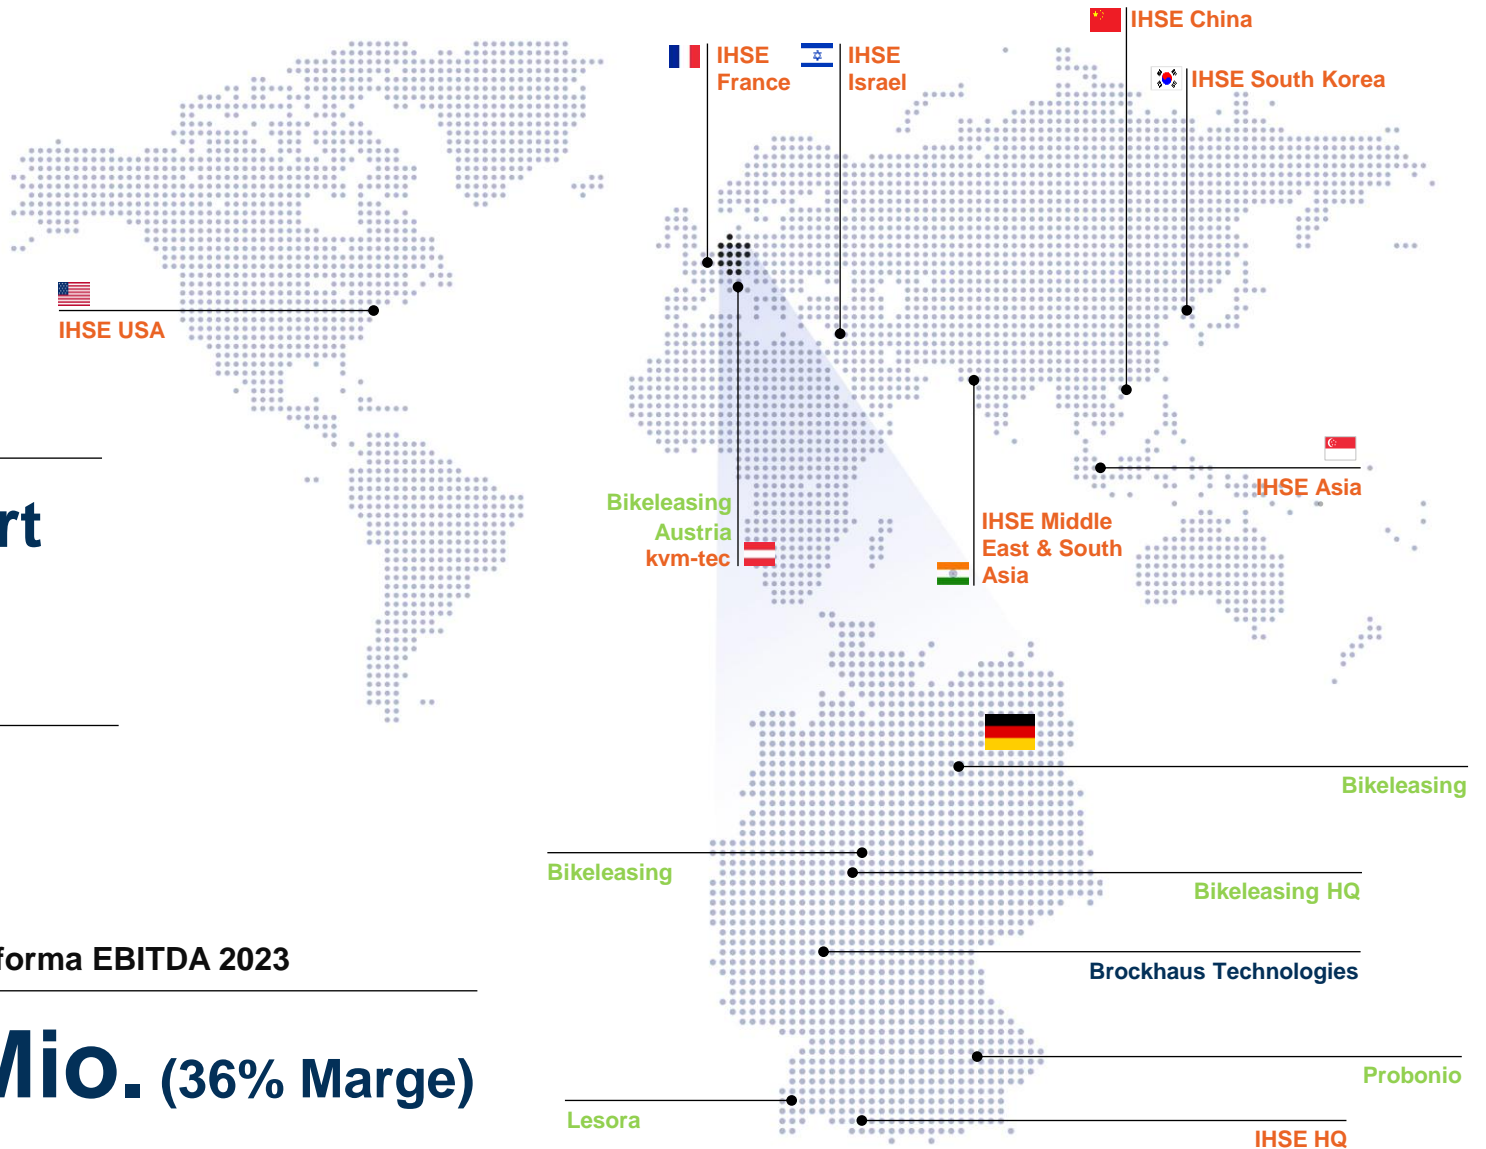 IHSE China
IHSE
France
IHSE
Israel
IHSE South Korea
IHSE USA
IHSE Asia
Bikeleasing
Austria
kvm-tec
IHSE Middle
East & South
Asia
rt
Bikeleasing
Bikeleasing
Bikeleasing HQ
forma EBITDA 2023
Brockhaus Technologies
Mio. (36% Marge)
Probonio
Lesora
IHSE HQ